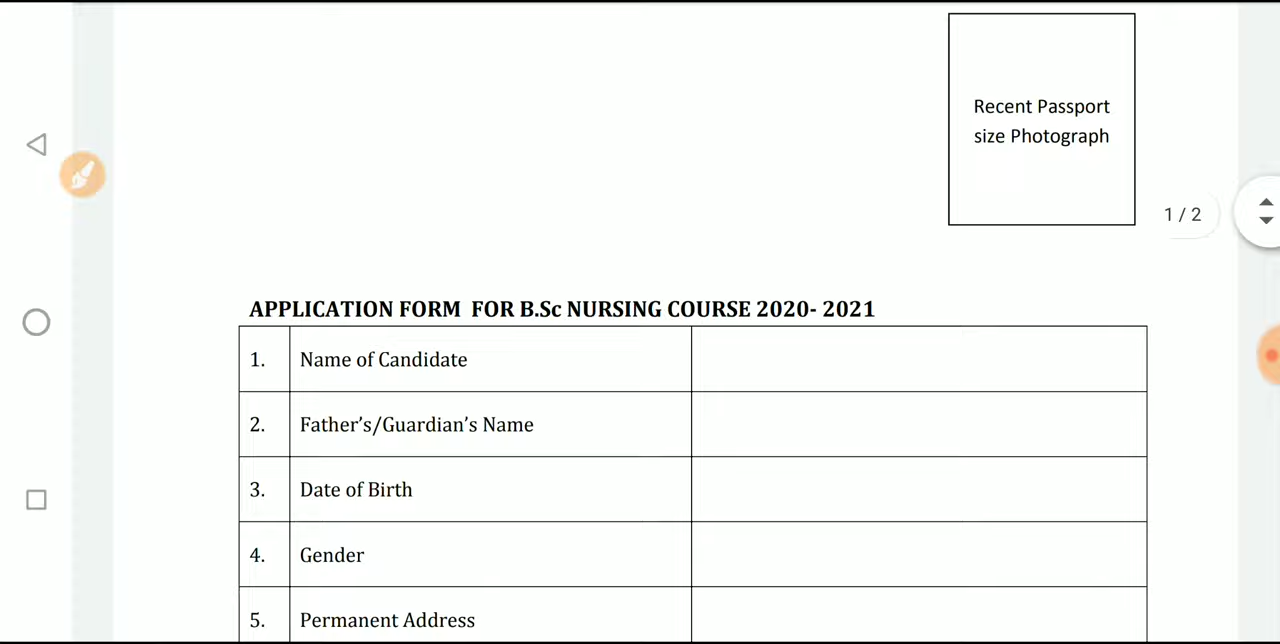 Recent Passport
size Photograph
1 / 2
APPLICATION FORM FOR B.Sc NURSING COURSE 2020- 2021
1. Name of Candidate
2. Father’s/Guardian’s Name
3. Date of Birth
4. Gender
5. Permanent Address